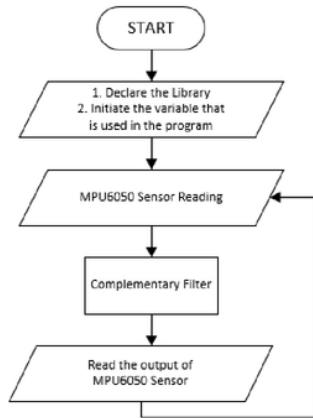 START
1. Declare the Library
2. Initiate the variable that
is used in the program
MPU6050 Sensor Reading
Complementary Filter
Read the output of
MPU6050 Sensor